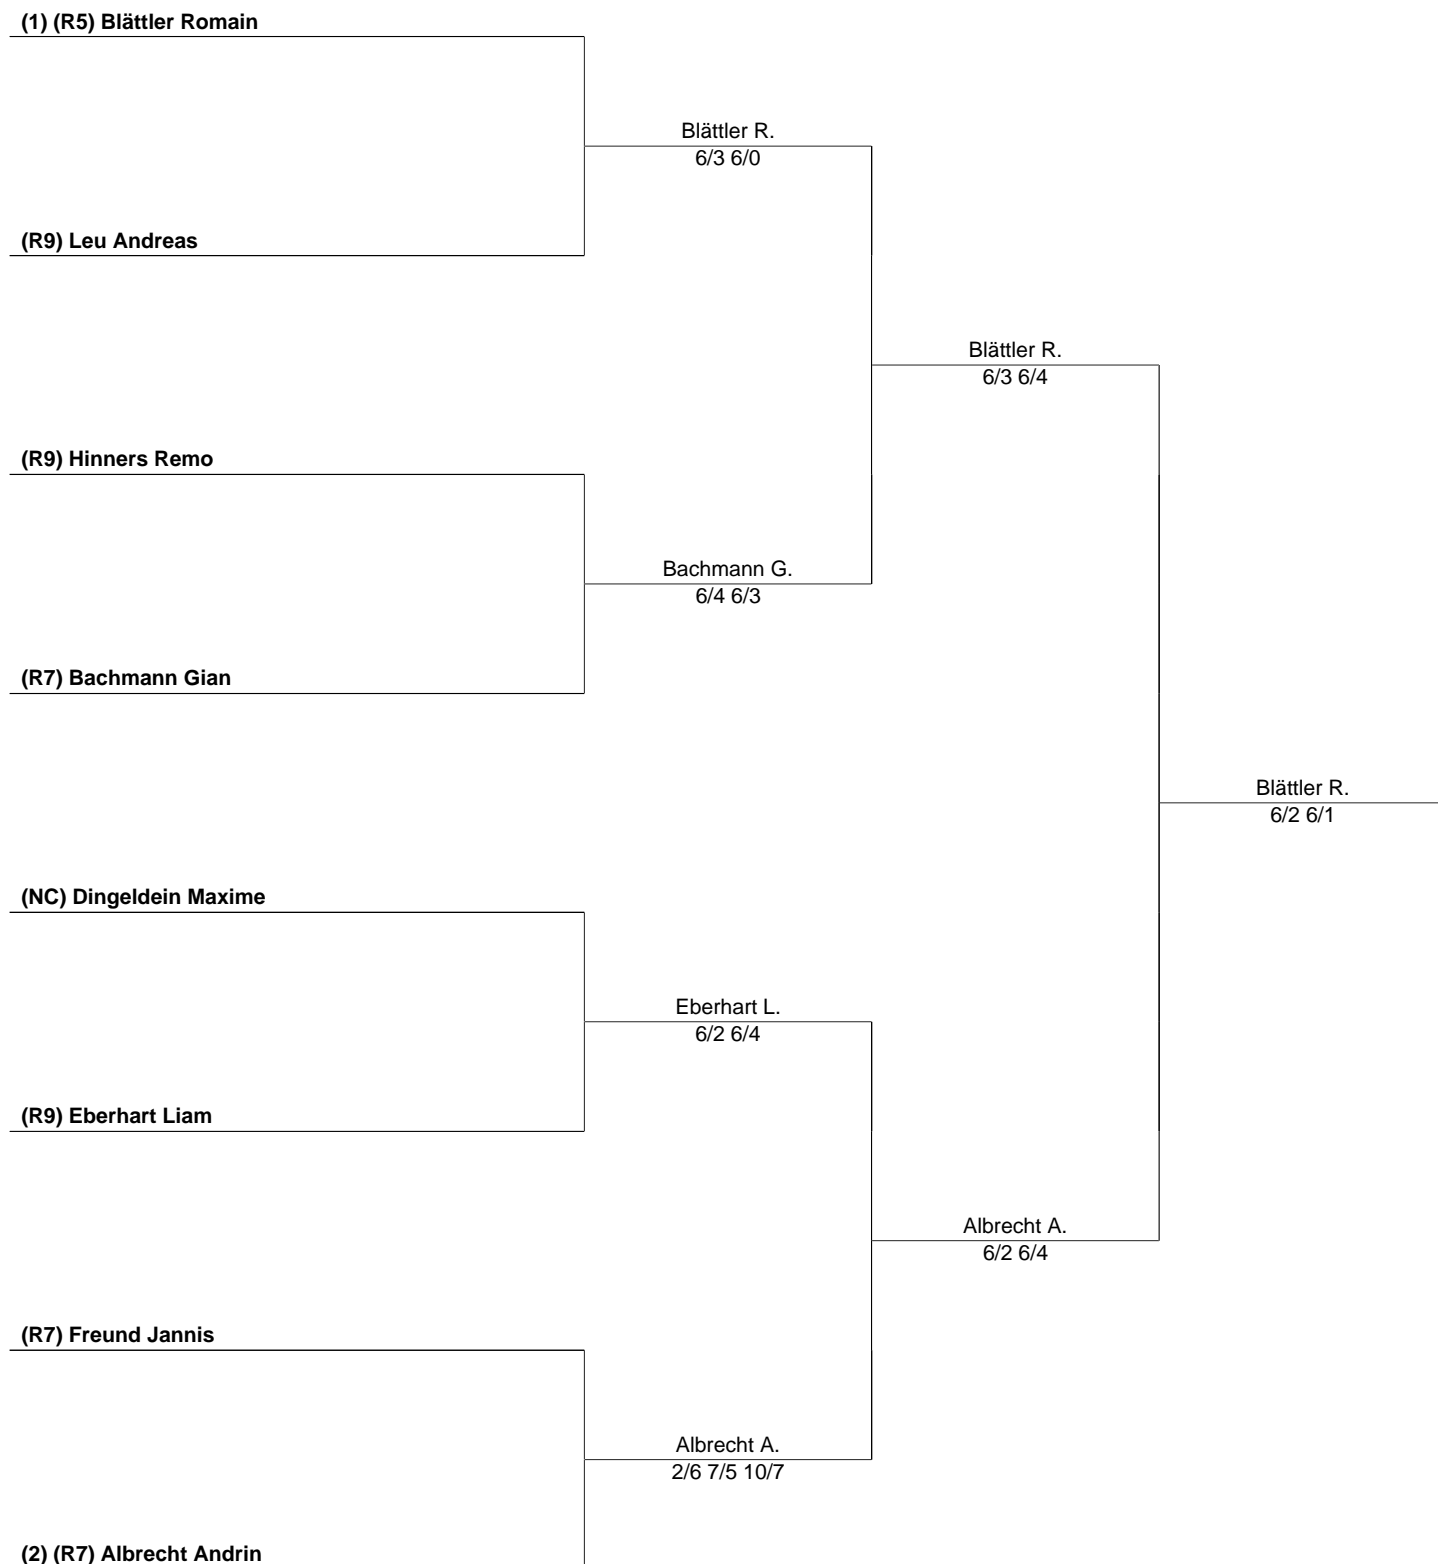 (1) (R5) Blättler Romain
Blättler R.
6/3 6/0
(R9) Leu Andreas
Blättler R.
6/3 6/4
(R9) Hinners Remo
Bachmann G.
6/4 6/3
(R7) Bachmann Gian
Blättler R.
6/2 6/1
(NC) Dingeldein Maxime
Eberhart L.
6/2 6/4
(R9) Eberhart Liam
Albrecht A.
6/2 6/4
(R7) Freund Jannis
Albrecht A.
2/6 7/5 10/7
(2) (R7) Albrecht Andrin